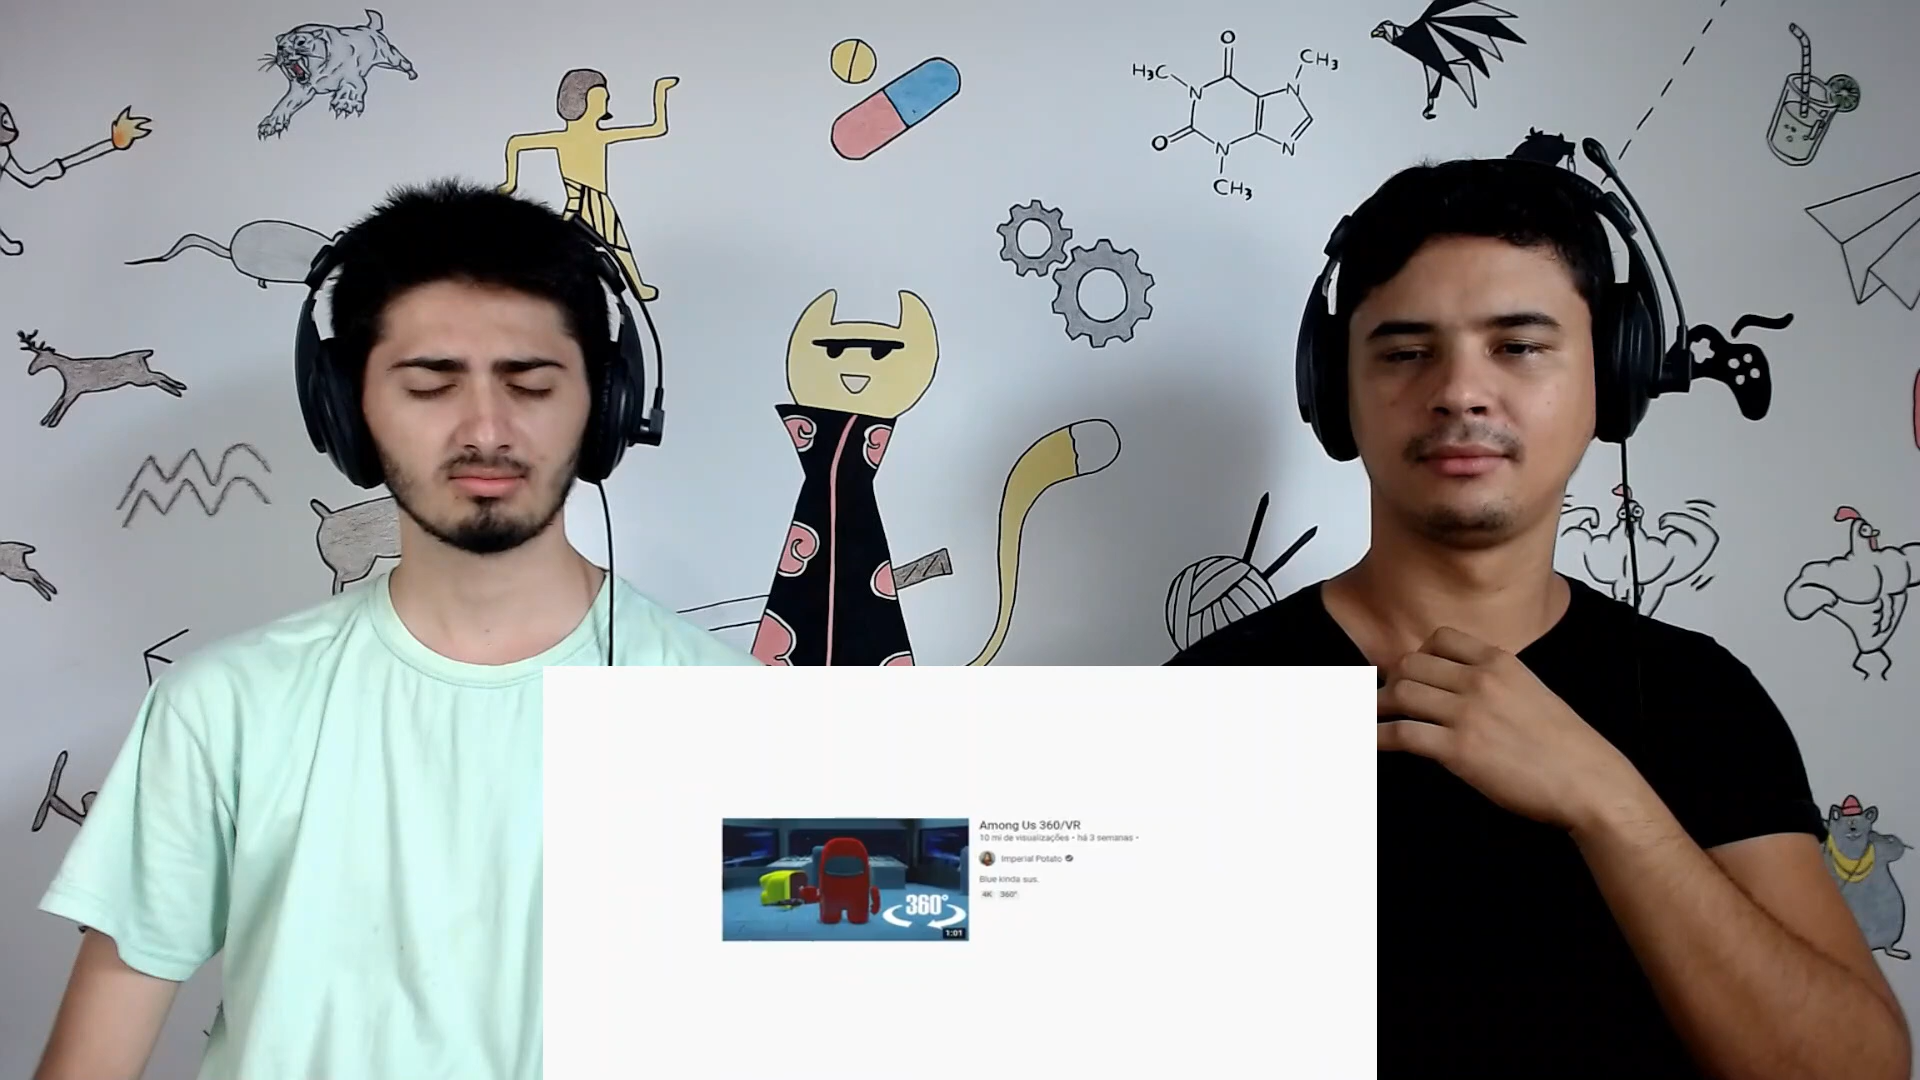 O
H₃C
CH₃
N
N
O
N
N
CH₃
Among Us 360/VR
10 mi de visualizações • há 3 semanas •
Imperial Potato
Blue kinda sus.
4K 360°
360°
1:01